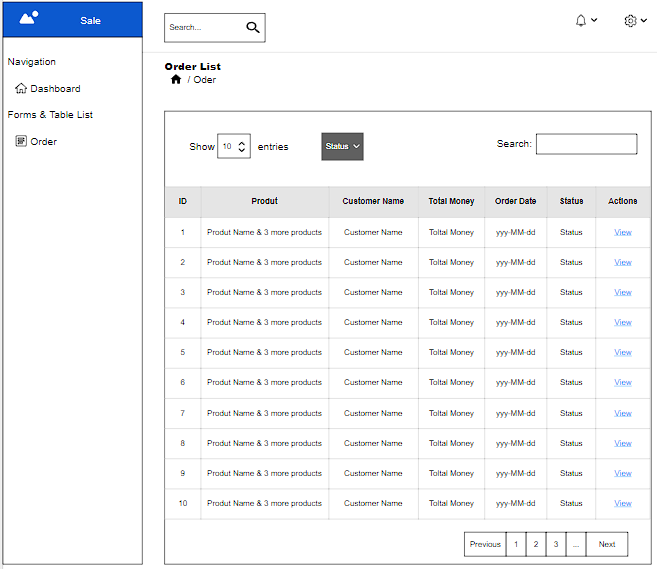 Sale
Search...
Navigation
Dashboard
Forms & Table List
Order
Order List
/ Oder
Show 10 entries
Status
Search:
ID Produt Customer Name Total Money Order Date Status Actions
1 Produt Name & 3 more products Customer Name Toltal Money yyy-MM-dd Status View
2 Produt Name & 3 more products Customer Name Toltal Money yyy-MM-dd Status View
3 Produt Name & 3 more products Customer Name Toltal Money yyy-MM-dd Status View
4 Produt Name & 3 more products Customer Name Toltal Money yyy-MM-dd Status View
5 Produt Name & 3 more products Customer Name Toltal Money yyy-MM-dd Status View
6 Produt Name & 3 more products Customer Name Toltal Money yyy-MM-dd Status View
7 Produt Name & 3 more products Customer Name Toltal Money yyy-MM-dd Status View
8 Produt Name & 3 more products Customer Name Toltal Money yyy-MM-dd Status View
9 Produt Name & 3 more products Customer Name Toltal Money yyy-MM-dd Status View
10 Produt Name & 3 more products Customer Name Toltal Money yyy-MM-dd Status View
Previous 1 2 3 ... Next